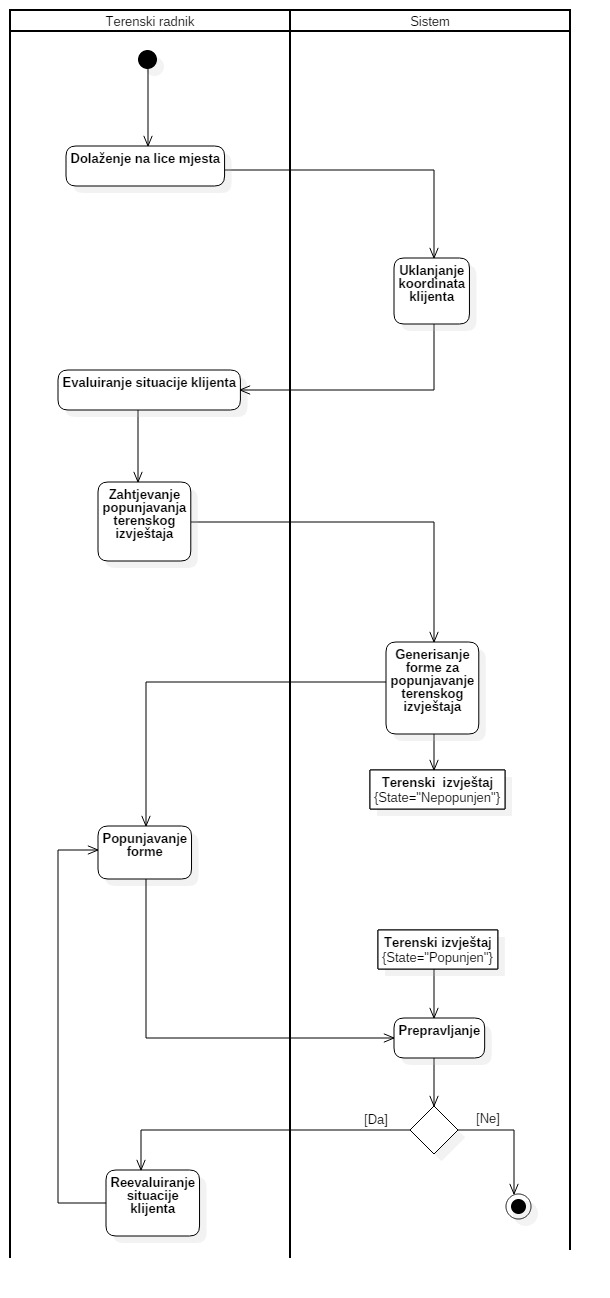 Terenski radnik
Sistem
Dolaženje na lice mjesta
Uklanjanje
koordinata
klijenta
Evaluiranje situacije klijenta
Zahtjevanje
popunjavanja
terenskog
izvještaja
Generisanje
forme za
popunjavanje
terenskog
izvještaja
Terenski  izvještaj
{State="Nepopunjen"}
Popunjavanje
forme
Terenski izvještaj
{State="Popunjen"}
Prepravljanje
[Da]
[Ne]
Reevaluiranje
situacije
klijenta